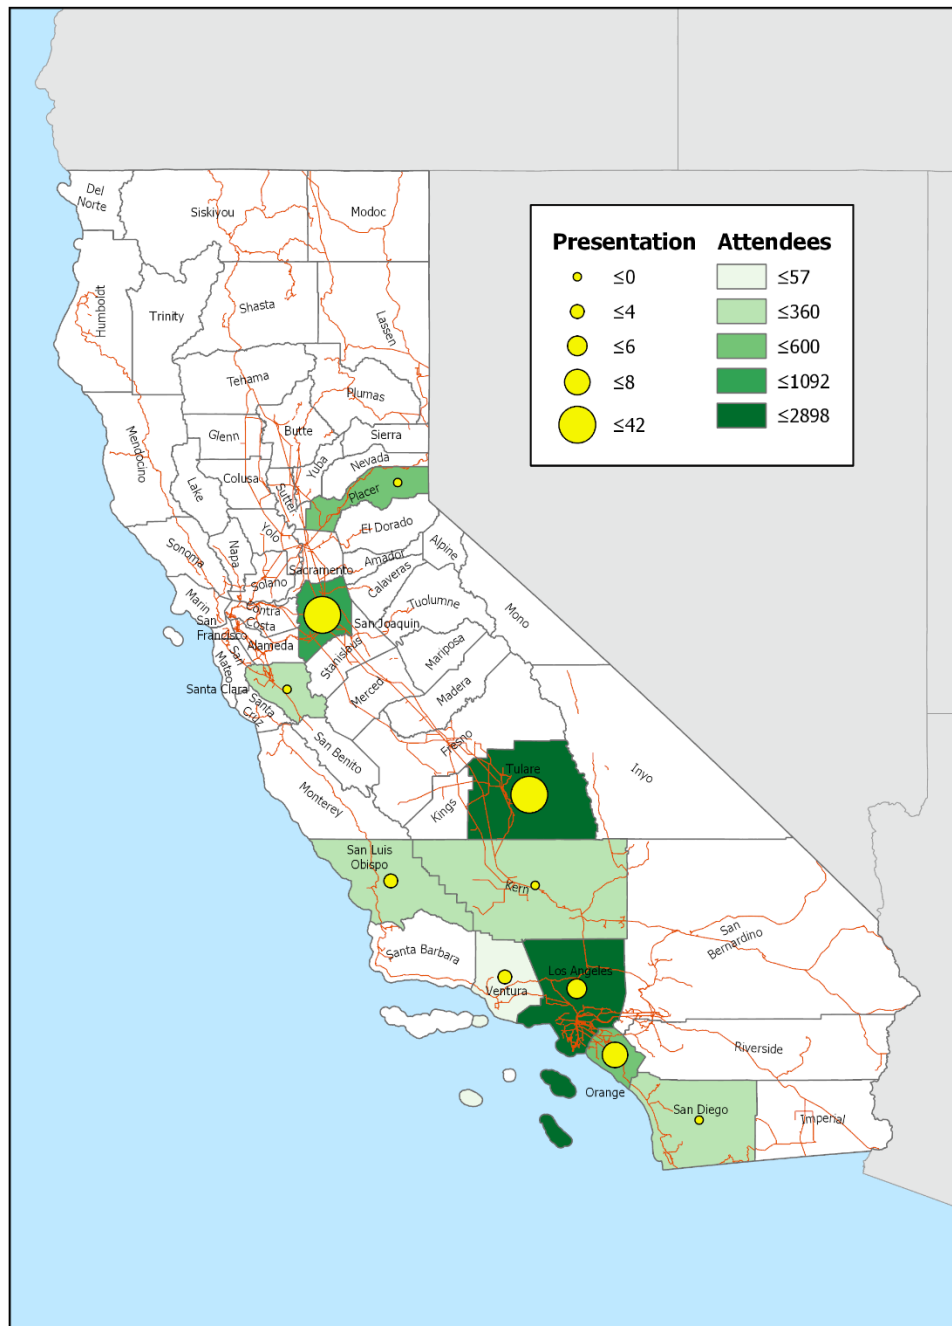 Del
Norte
Siskiyou
Modoc
Humboldt
Trinity
Shasta
Lassen
Presentation
Attendees
≤0
≤57
≤4
≤360
≤6
≤600
≤8
≤1092
≤42
≤2898
Tehama
Plumas
Mendocino
Glenn
Butte
Sierra
Colusa
Yuba
Nevada
Lake
Sutter
Placer
Yolo
El Dorado
Sonoma
Napa
Sacramento
Amador
Alpine
Solano
Calaveras
Marin
Contra
Costa
Tuolumne
Mono
San
Francisco
San Joaquin
Alameda
Stanislaus
Mariposa
San
Mateo
Santa Clara
Merced
Madera
Santa
Cruz
San Benito
Fresno
Tulare
Inyo
Monterey
Kings
San Luis
Obispo
Kern
San
Bernardino
Santa Barbara
Los Angeles
Ventura
Riverside
Orange
San Diego
Imperial